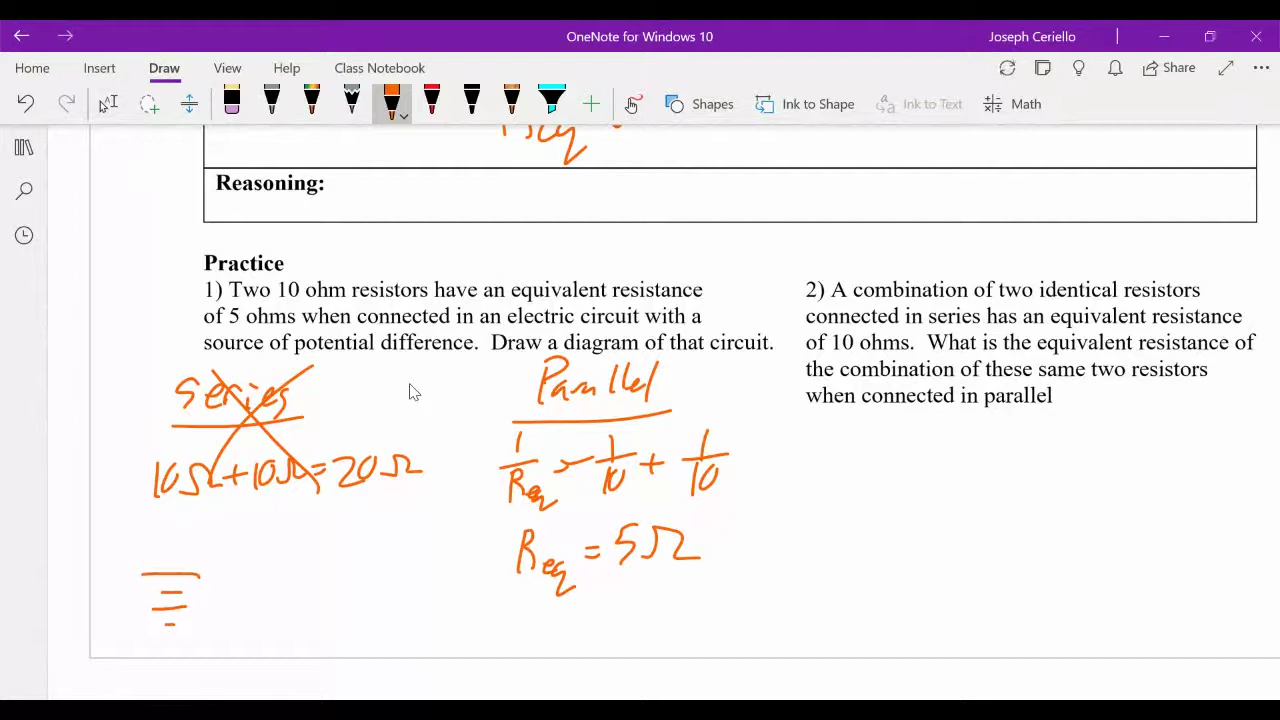 OneNote for Windows 10
Joseph Ceriello
Home Insert Draw View Help Class Notebook
Share
Shapes Ink to Shape Ink to Text Math
Req
Reasoning:
Practice
1) Two 10 ohm resistors have an equivalent resistance
of 5 ohms when connected in an electric circuit with a
source of potential difference. Draw a diagram of that circuit.
Series
10Ω+10Ω=20Ω
Parallel
1/Req = 1/10 + 1/10
Req = 5Ω
2) A combination of two identical resistors
connected in series has an equivalent resistance
of 10 ohms. What is the equivalent resistance of
the combination of these same two resistors
when connected in parallel